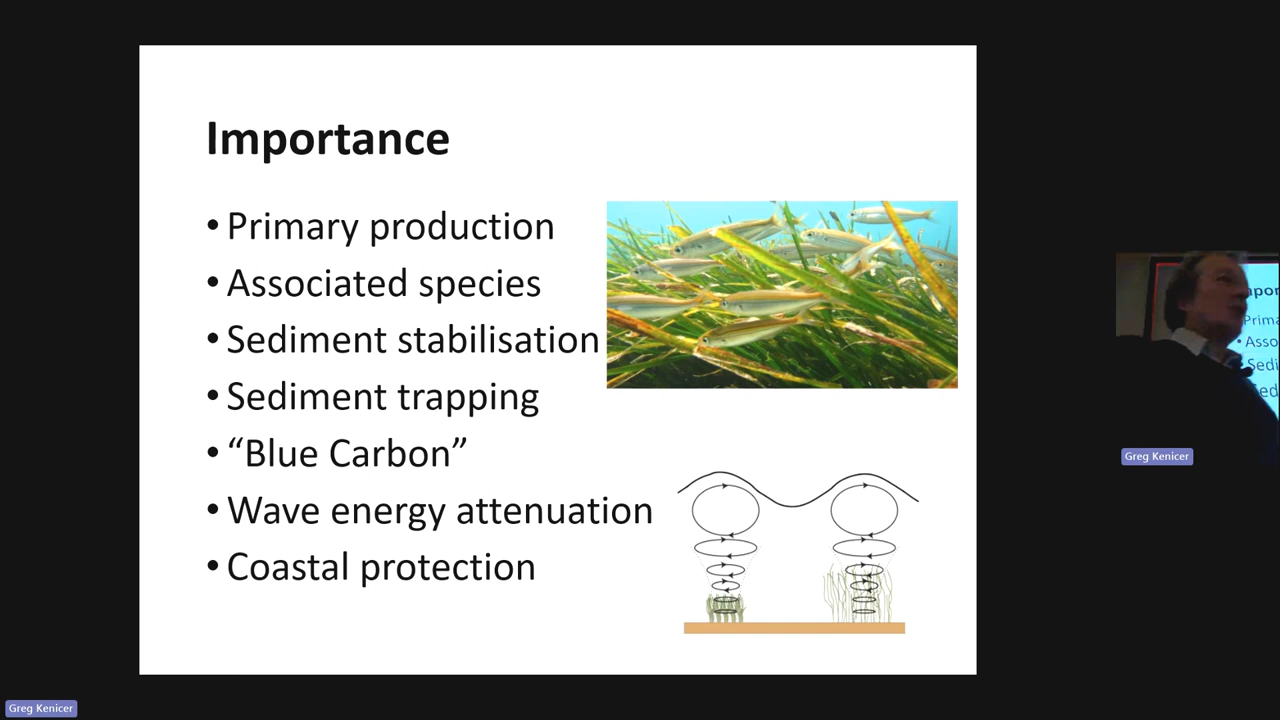 Importance
• Primary production
• Associated species
• Sediment stabilisation
• Sediment trapping
• “Blue Carbon”
• Wave energy attenuation
• Coastal protection
Greg Kenicer
Greg Kenicer